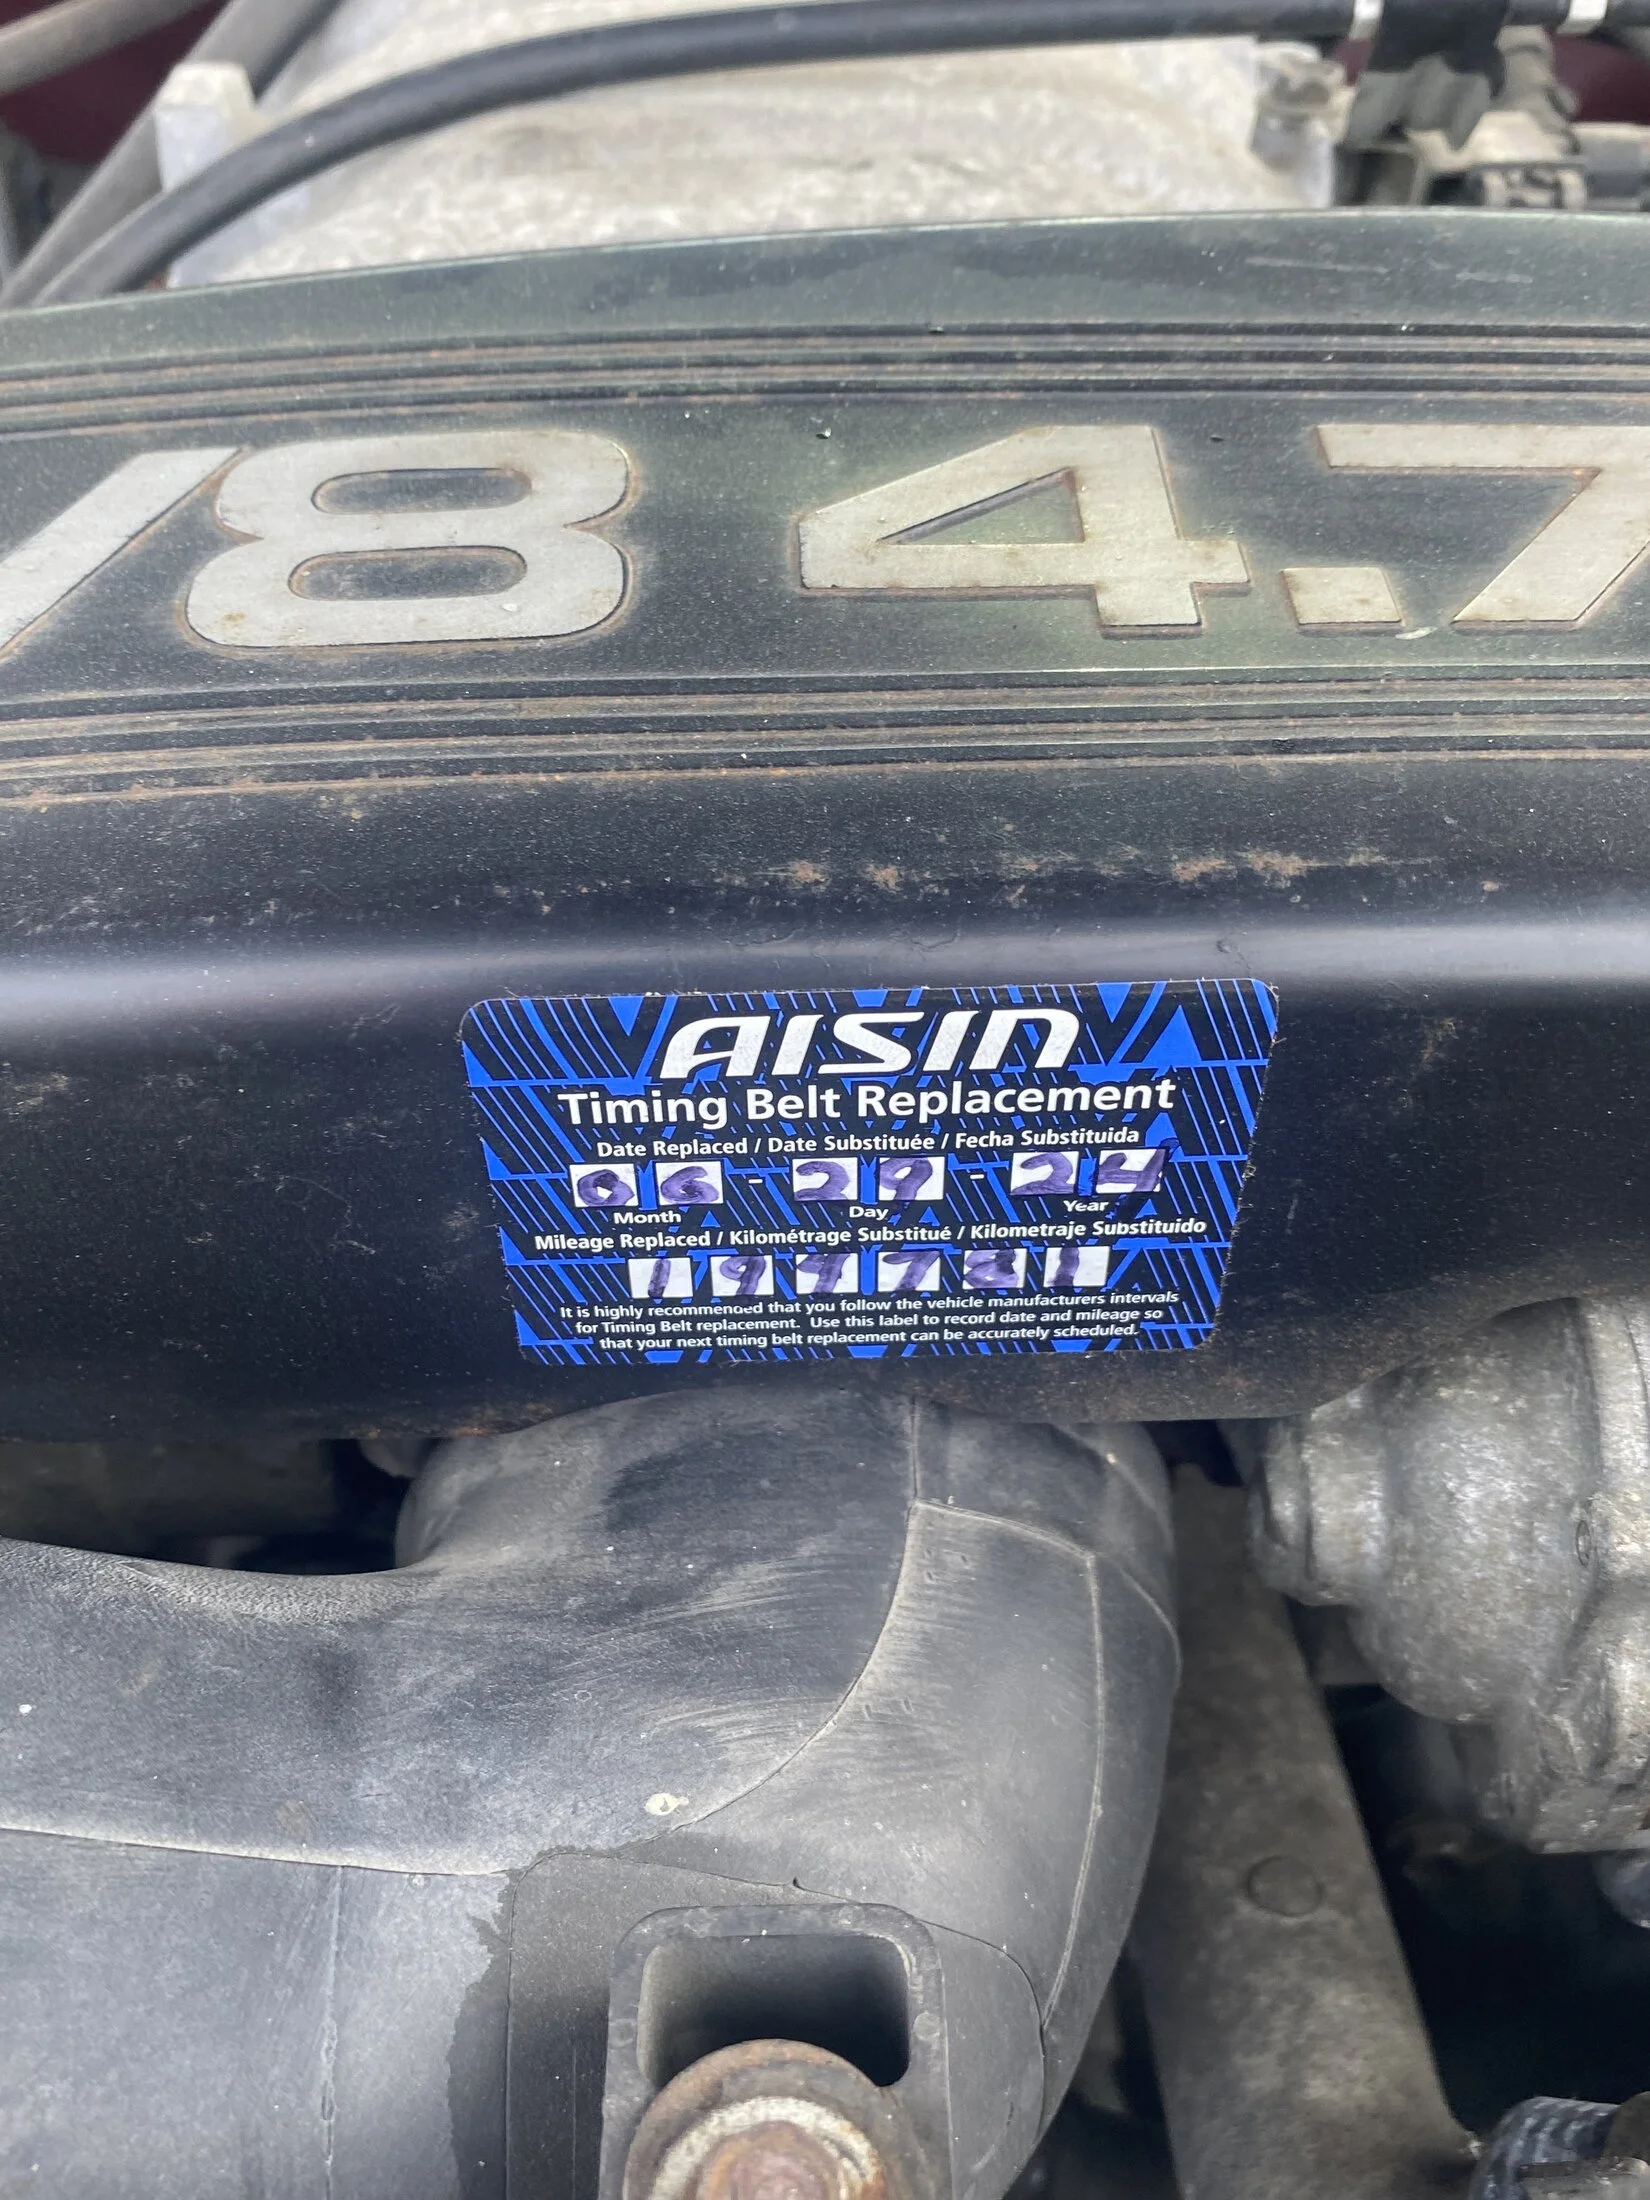 V8 4.7
AISIN
Timing Belt Replacement
Date Replaced / Date Substituée / Fecha Substituida
06 - 29 - 24
Month Day Year
Mileage Replaced / Kilométrage Substitué / Kilometraje Substituido
It is highly recommended that you follow the vehicle manufacturers intervals
for Timing Belt replacement. Use this label to record date and mileage so
that your next timing belt replacement can be accurately scheduled.